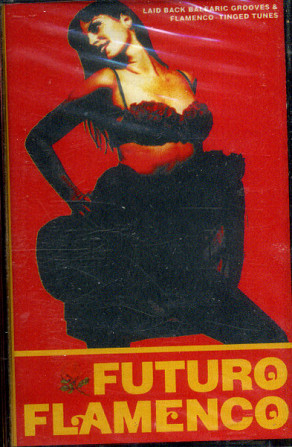 LAID BACK BALEARIC GROOVES &
FLAMENCO-TINGED TUNES
FUTURO
FLAMENCO